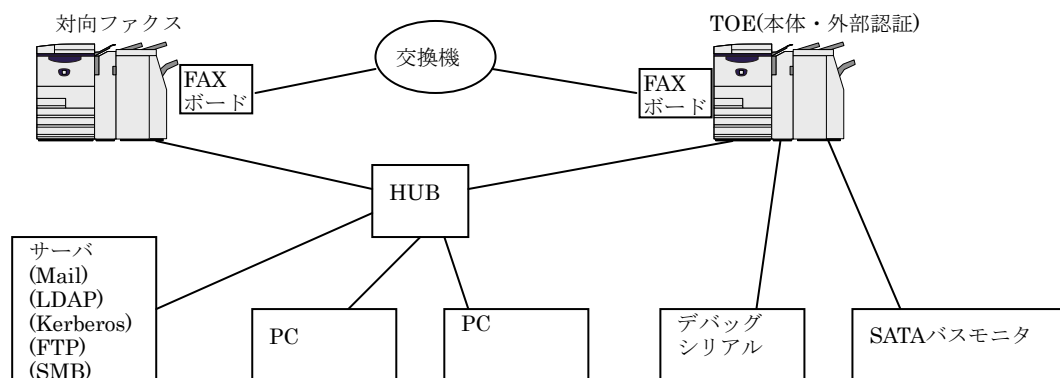 対向ファクス
TOE(本体・外部認証)
交換機
FAX
ボード
FAX
ボード
HUB
サーバ
(Mail)
(LDAP)
(Kerberos)
(FTP)
(SMB)
PC
PC
デバッグ
シリアル
SATAバスモニタ